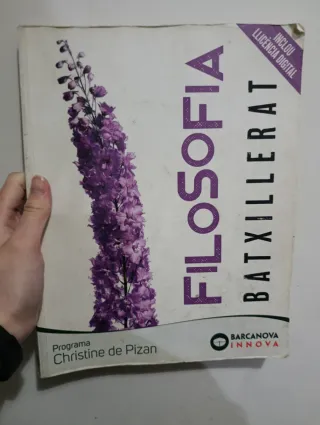 INCLOU
LLICÈNCIA DIGITAL
FILOSOFIA
BATXILLERAT
Programa
Christine de Pizan
BARCANOVA
INNOVA